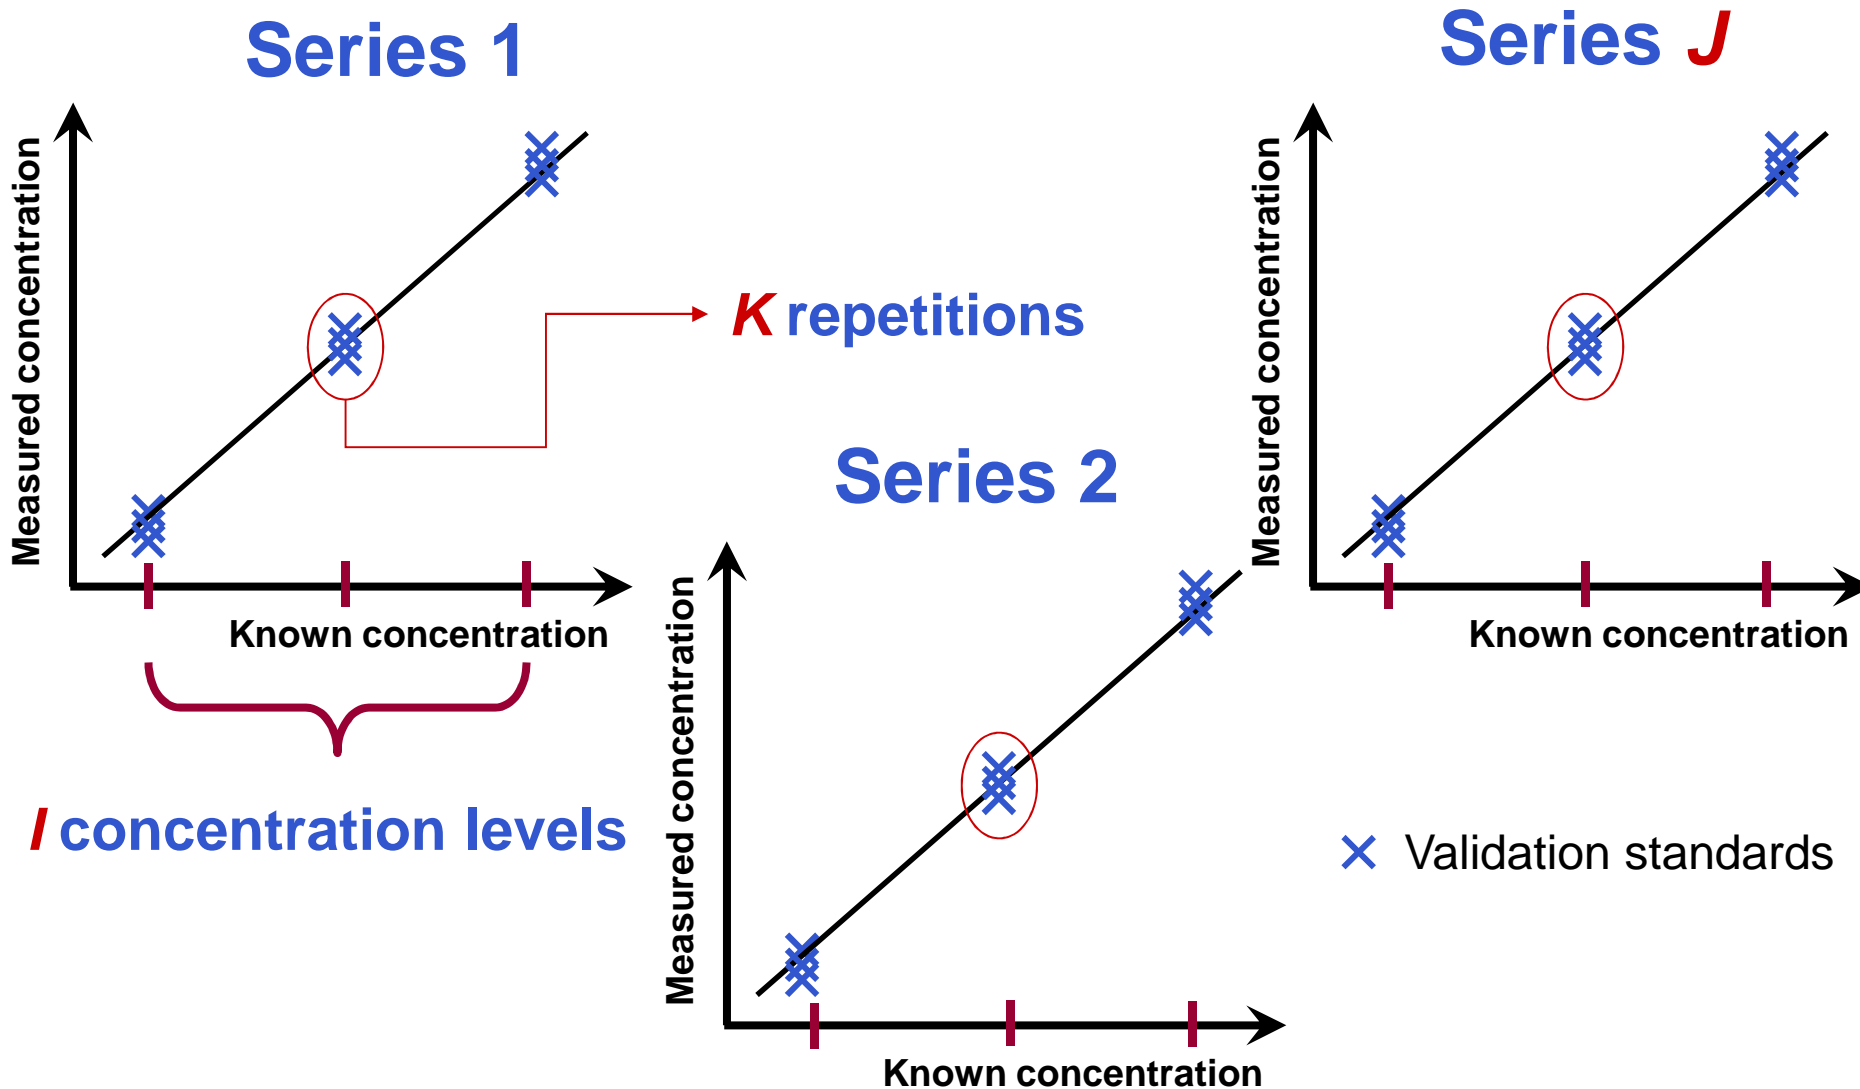 Series 1
Measured concentration
Known concentration
K repetitions
I concentration levels
Series 2
Measured concentration
Known concentration
Series J
Measured concentration
Known concentration
Validation standards